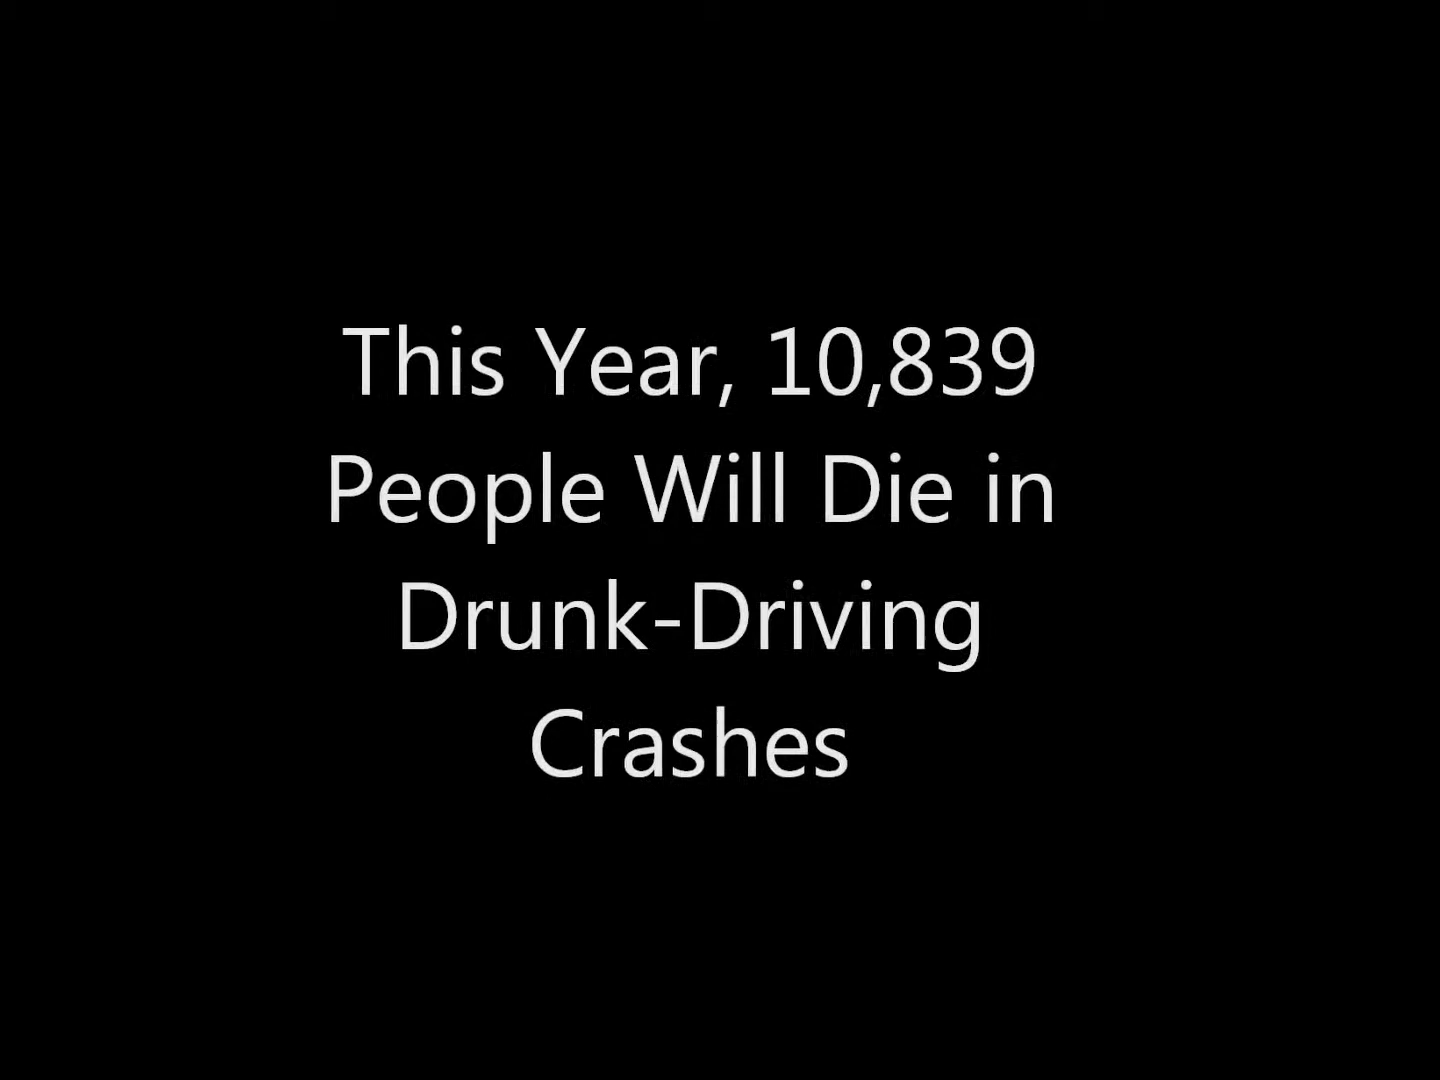 This Year, 10,839
People Will Die in
Drunk-Driving
Crashes